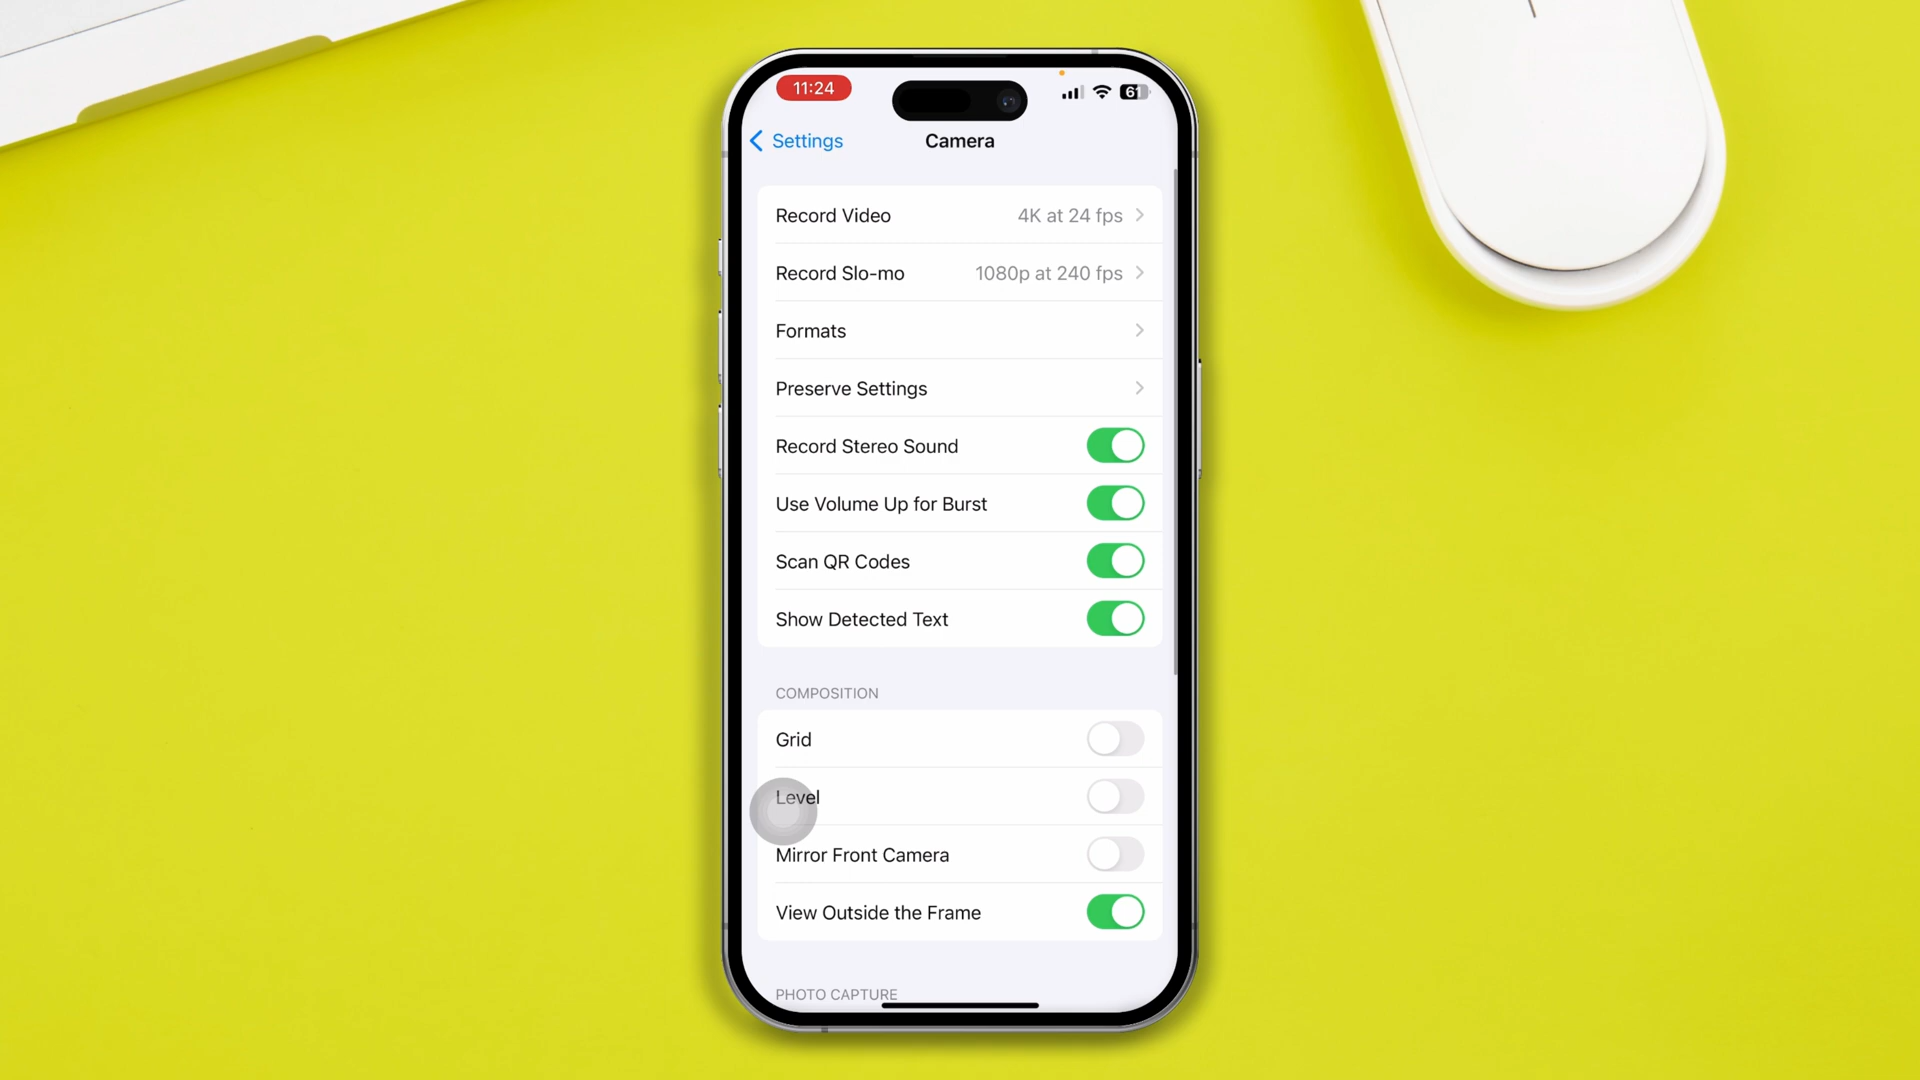 11:24
61
Settings
Camera
Record Video 4K at 24 fps
Record Slo-mo 1080p at 240 fps
Formats
Preserve Settings
Record Stereo Sound
Use Volume Up for Burst
Scan QR Codes
Show Detected Text
COMPOSITION
Grid
Level
Mirror Front Camera
View Outside the Frame
PHOTO CAPTURE